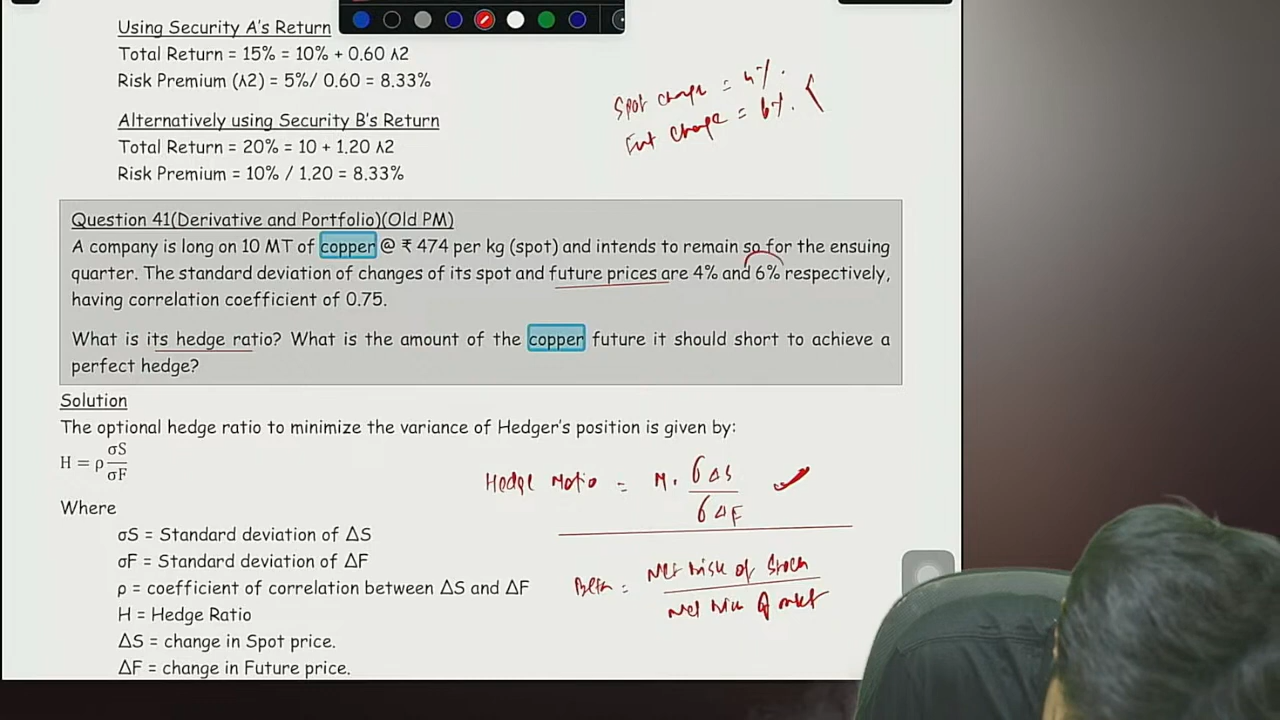 Using Security A's Return
Total Return = 15% = 10% + 0.60 λ2
Risk Premium (λ2) = 5%/ 0.60 = 8.33%
Alternatively using Security B's Return
Total Return = 20% = 10 + 1.20 λ2
Risk Premium = 10% / 1.20 = 8.33%
Spot change = 4%.
Fut change = 6%.
Question 41(Derivative and Portfolio)(Old PM)
A company is long on 10 MT of copper @ ₹ 474 per kg (spot) and intends to remain so for the ensuing
quarter. The standard deviation of changes of its spot and future prices are 4% and 6% respectively,
having correlation coefficient of 0.75.
What is its hedge ratio? What is the amount of the copper future it should short to achieve a
perfect hedge?
Solution
The optional hedge ratio to minimize the variance of Hedger's position is given by:
H = ρ σS/σF
Where
σS = Standard deviation of ΔS
σF = Standard deviation of ΔF
ρ = coefficient of correlation between ΔS and ΔF
H = Hedge Ratio
ΔS = change in Spot price.
ΔF = change in Future price.
Hedge Ratio = r. σΔS/σΔF
Beta = Net risk of Stock
Net risk of mkt